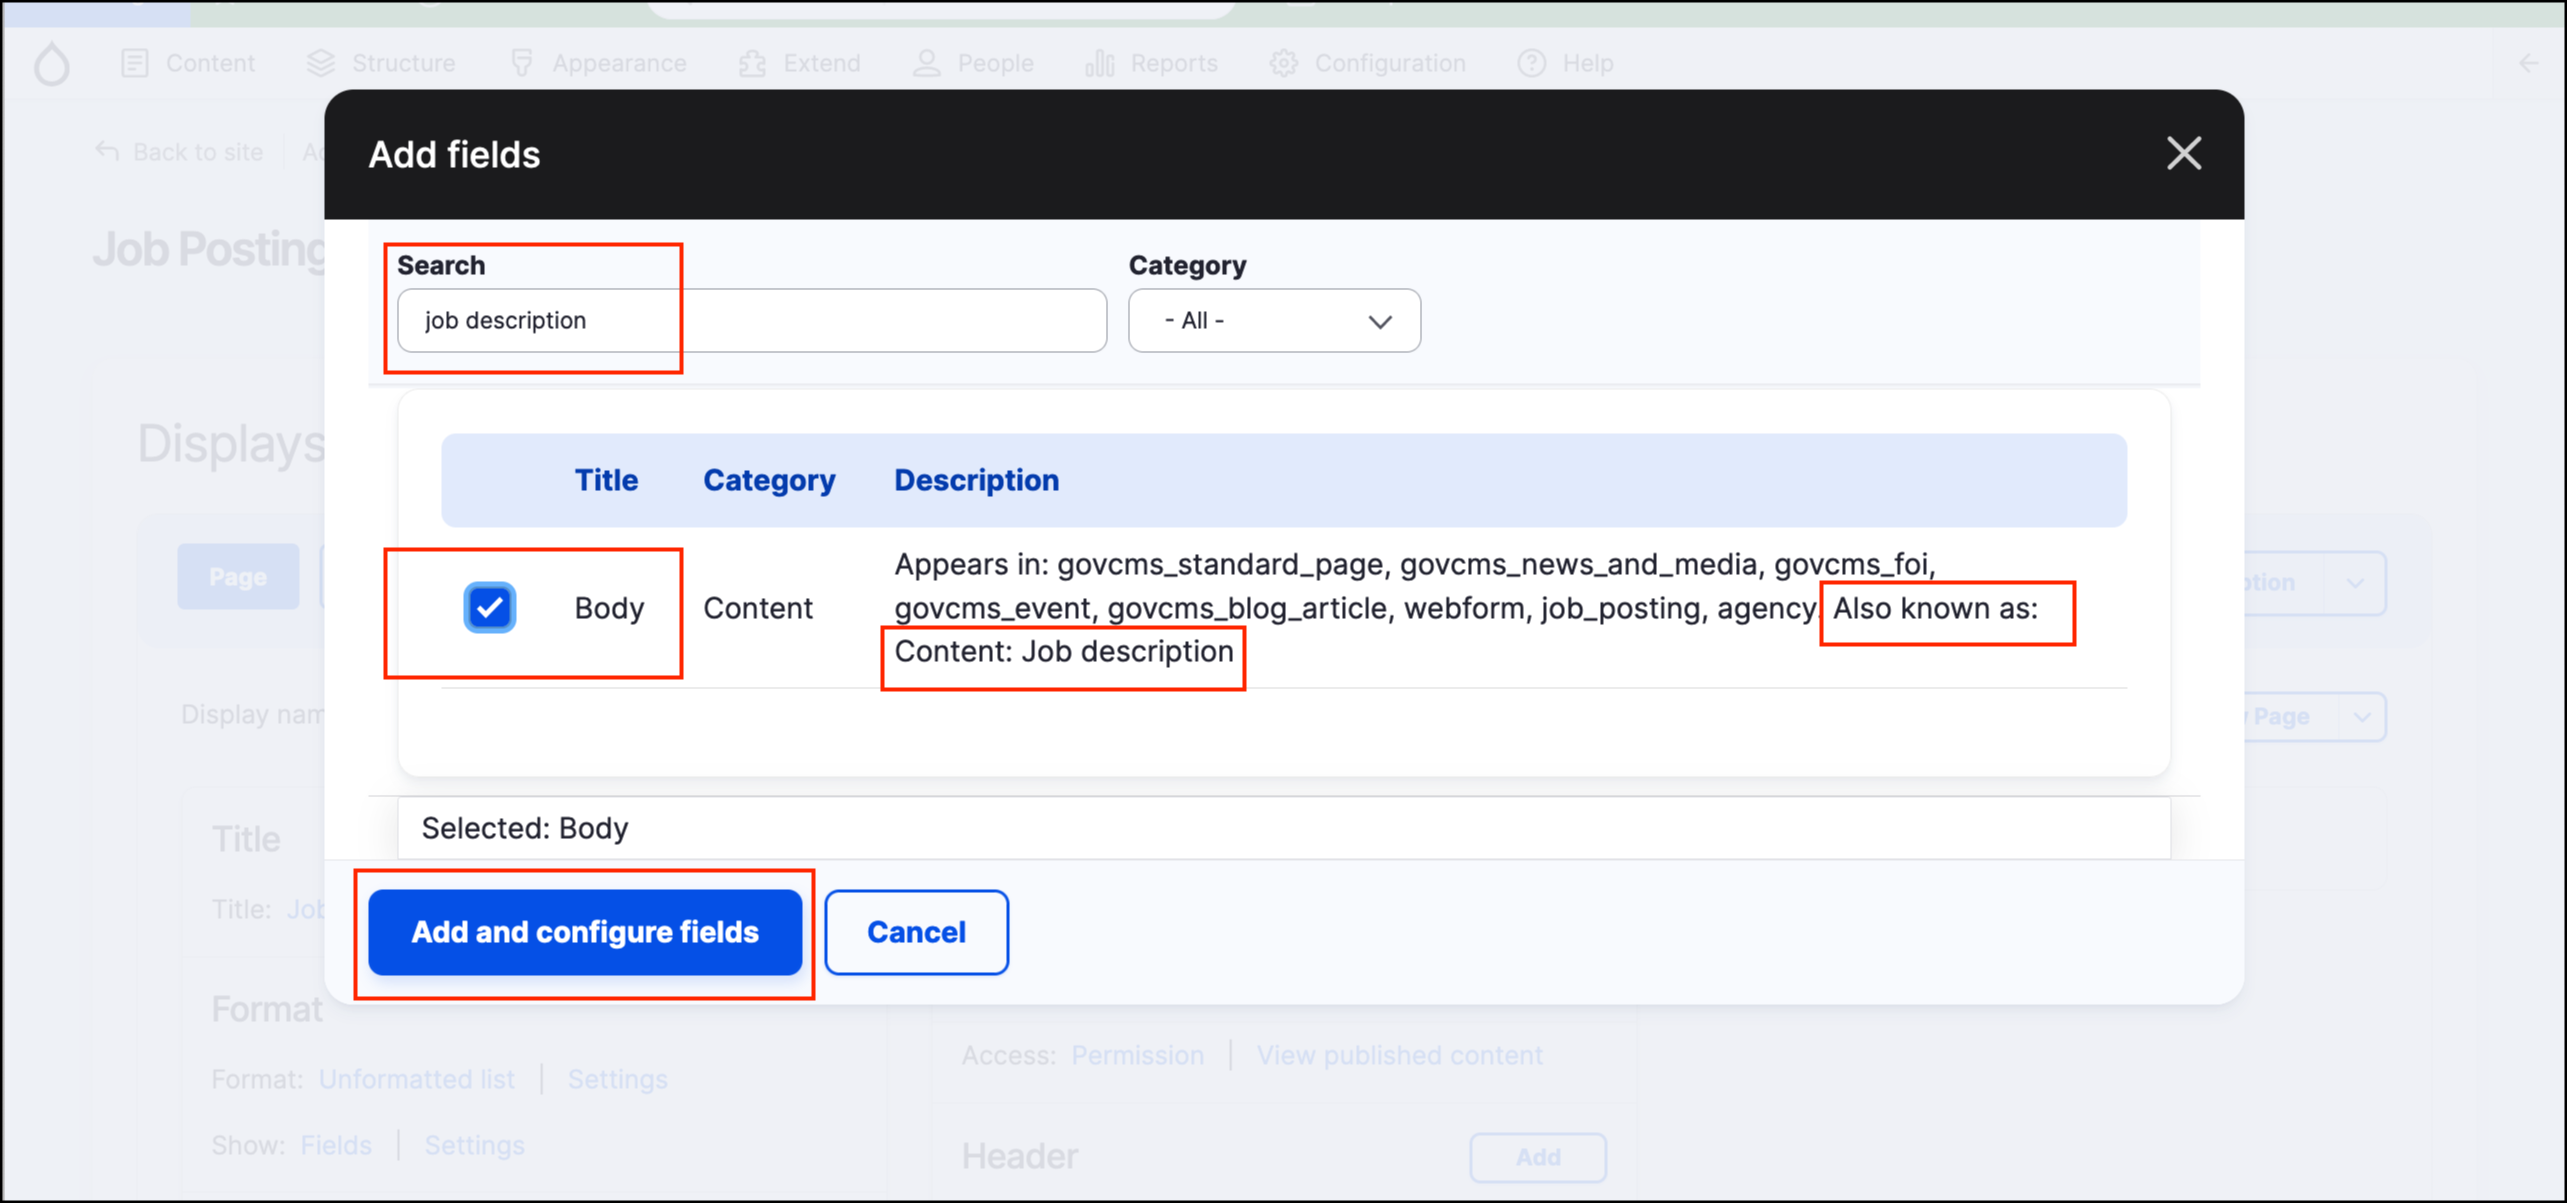 Content Structure Appearance Extend People Reports Configuration Help
Back to site
Add fields
Job Posting
Search Category
job description - All -
Displays
Title Category Description
Page
Body Content Appears in: govcms_standard_page, govcms_news_and_media, govcms_foi,
govcms_event, govcms_blog_article, webform, job_posting, agency. Also known as:
Content: Job description
Display nam
Page
Selected: Body
Title
Title: Job
Add and configure fields Cancel
Format
Format: Unformatted list Settings
Show: Fields Settings
Access: Permission View published content
Header Add